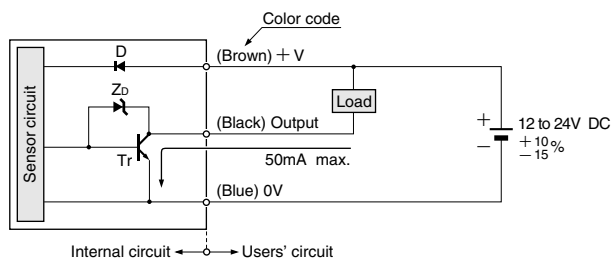 Color code
D
(Brown) + V
ZD
Sensor circuit
Load
(Black) Output
+
12 to 24V DC
+ 10
− 15 %
−
Tr
50mA max.
(Blue) 0V
Internal circuit
Users' circuit